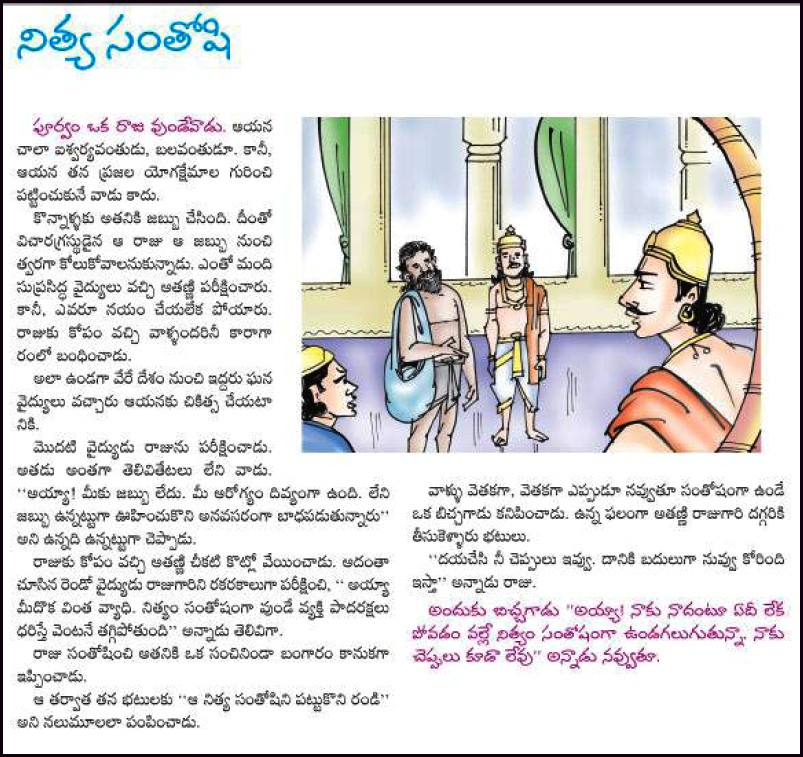 నిత్య సంతోషి
పూర్వం ఒక రాజు వుండేవాడు. ఆయన
చాలా ఐశ్వర్యవంతుడు, బలవంతుడూ. కానీ,
ఆయన తన ప్రజల యోగక్షేమాల గురించి
పట్టించుకునే వాడు కాదు.
కొన్నాళ్ళకు అతనికి జబ్బు చేసింది. దీంతో
విచారగ్రస్థుడైన ఆ రాజు ఆ జబ్బు నుంచి
త్వరగా కోలుకోవాలనుకున్నాడు. ఎంతో మంది
సుప్రసిద్ధ వైద్యులు వచ్చి అతణ్ణి పరీక్షించారు.
కానీ, ఎవరూ నయం చేయలేక పోయారు.
రాజుకు కోపం వచ్చి వాళ్ళందరినీ కారాగా
రంలో బంధించాడు.
అలా ఉండగా వేరే దేశం నుంచి ఇద్దరు ఘన
వైద్యులు వచ్చారు ఆయనకు చికిత్స చేయటా
నికి.
మొదటి వైద్యుడు రాజును పరీక్షించాడు.
అతడు అంతగా తెలివితేటలు లేని వాడు.
‘‘అయ్యా! మీకు జబ్బు లేదు. మీ ఆరోగ్యం దివ్యంగా ఉంది. లేని
జబ్బు ఉన్నట్టుగా ఊహించుకొని అనవసరంగా బాధపడుతున్నారు’’
అని ఉన్నది ఉన్నట్టుగా చెప్పాడు.
రాజుకు కోపం వచ్చి అతణ్ణి చీకటి కొట్లో వేయించాడు. అదంతా
చూసిన రెండో వైద్యుడు రాజుగారిని రకరకాలుగా పరీక్షించి, ‘‘ అయ్యా
మీదొక వింత వ్యాధి. నిత్యం సంతోషంగా వుండే వ్యక్తి పాదరక్షలు
ధరిస్తే వెంటనే తగ్గిపోతుంది’’ అన్నాడు తెలివిగా.
రాజు సంతోషించి అతనికి ఒక సంచినిండా బంగారం కానుకగా
ఇప్పించాడు.
ఆ తర్వాత తన భటులకు ‘‘ఆ నిత్య సంతోషిని పట్టుకొని రండి’’
అని నలుమూలలా పంపించాడు.
వాళ్ళు వెతకగా, వెతకగా ఎప్పుడూ నవ్వుతూ సంతోషంగా ఉండే
ఒక బిచ్చగాడు కనిపించాడు. ఉన్న ఫలంగా అతణ్ణి రాజుగారి దగ్గరికి
తీసుకెళ్ళారు భటులు.
‘‘దయచేసి నీ చెప్పులు ఇవ్వు. దానికి బదులుగా నువ్వు కోరింది
ఇస్తా’’ అన్నాడు రాజు.
అందుకు బిచ్చగాడు "అయ్యా! నాకు నాదంటూ ఏదీ లేక
పోవడం వల్లే నిత్యం సంతోషంగా ఉండగలుగుతున్నా. నాకు
చెప్పులు కూడా లేవు" అన్నాడు నవ్వుతూ.